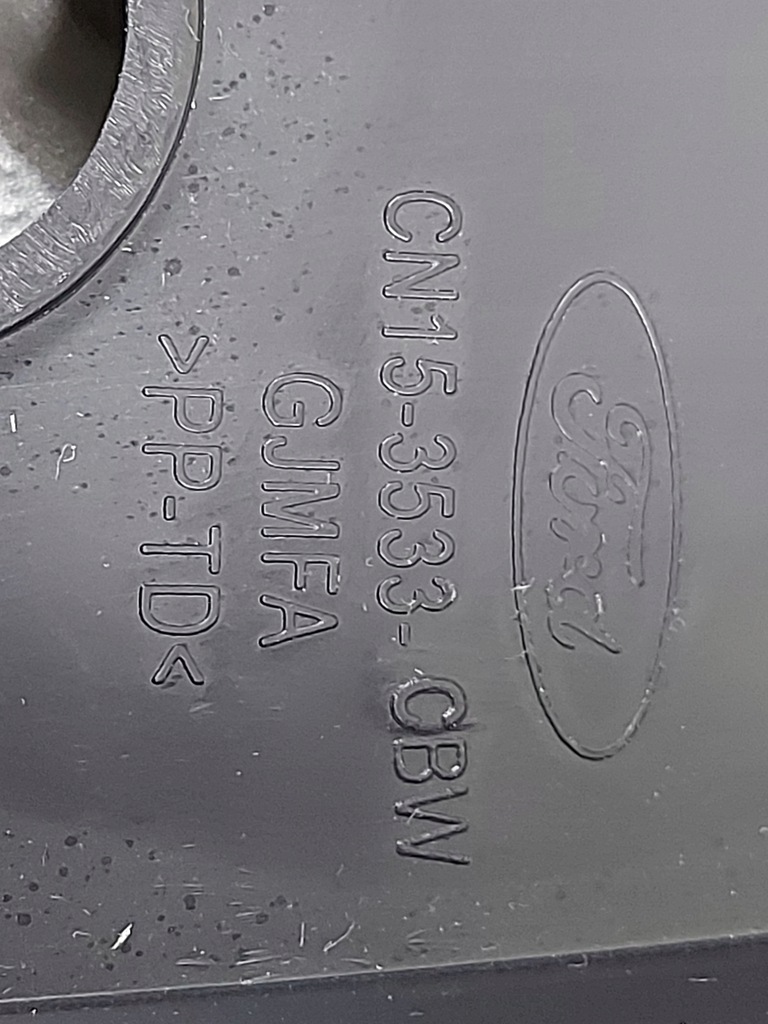 Ford
CN15-3533- CBW
GJMFA
>PP-TD<